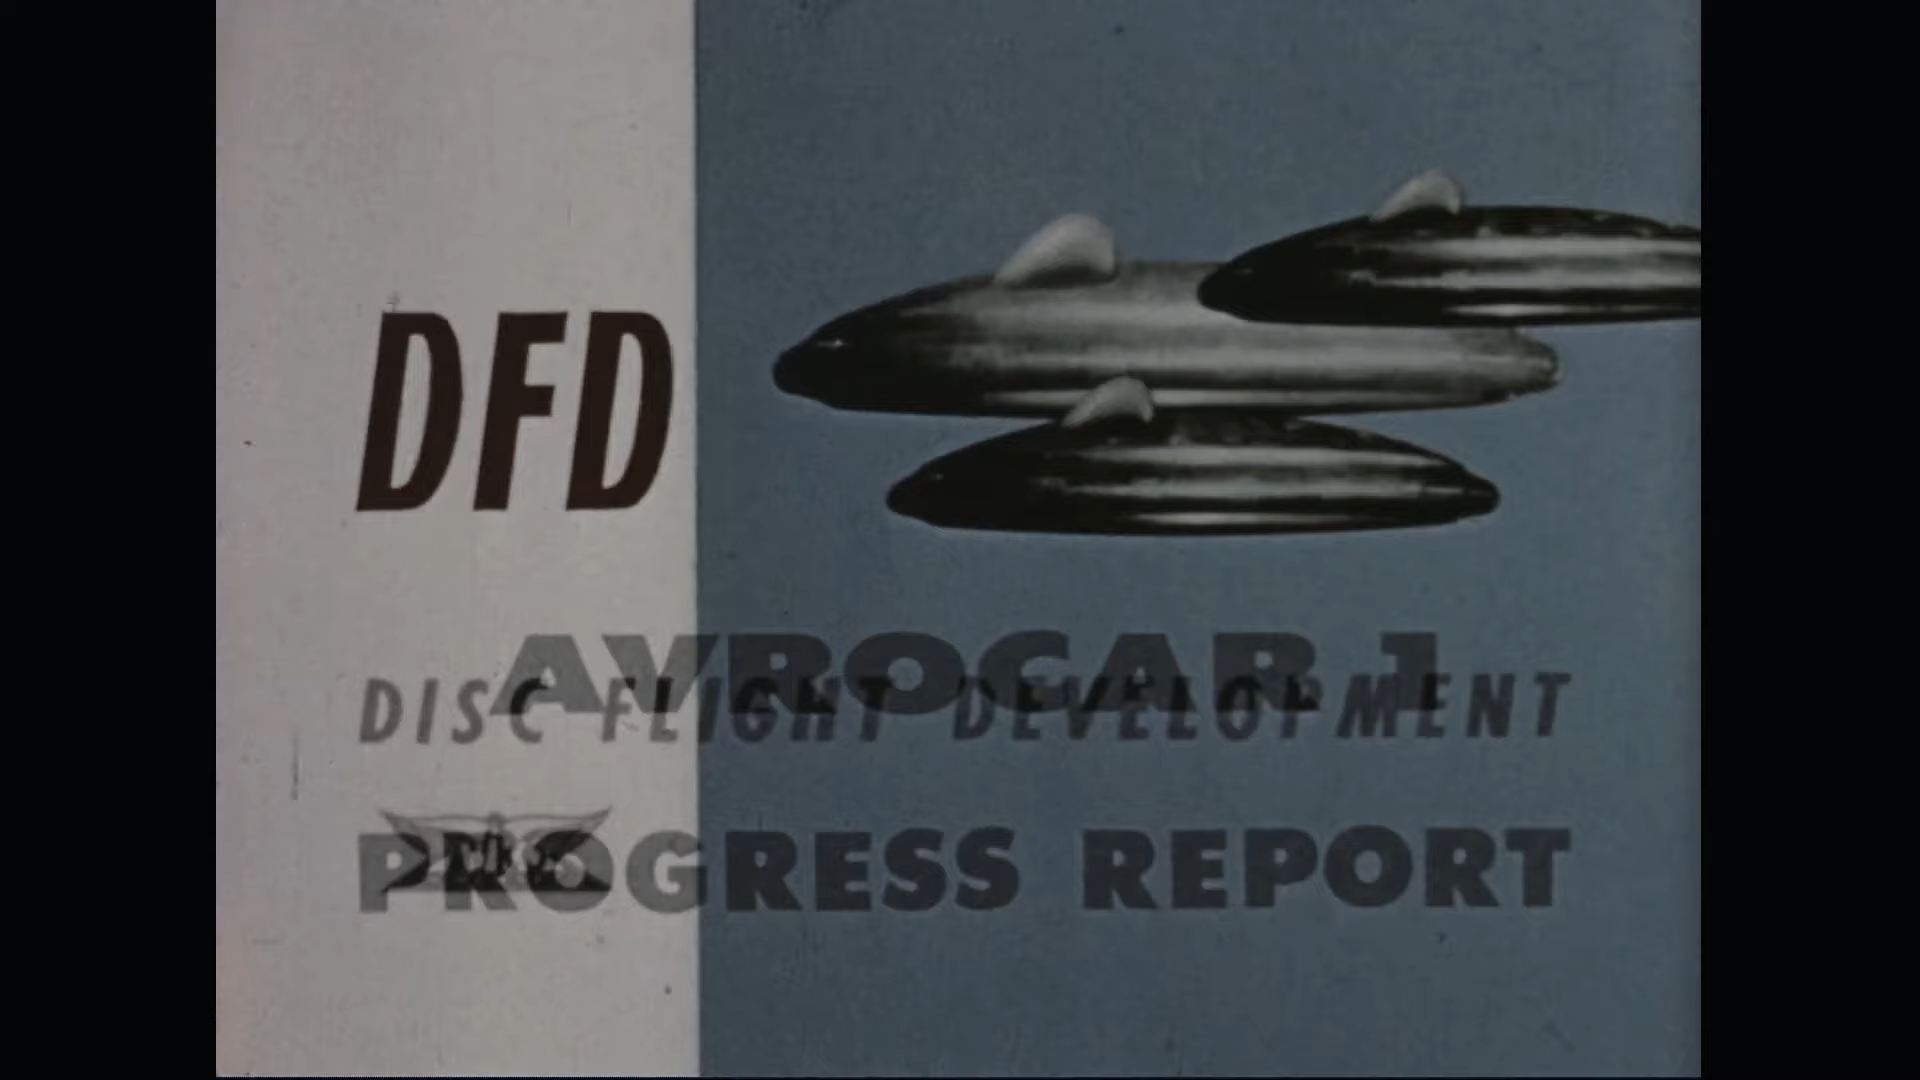 DFD
AVROCAR 1
DISC FLIGHT DEVELOPMENT
PROGRESS REPORT